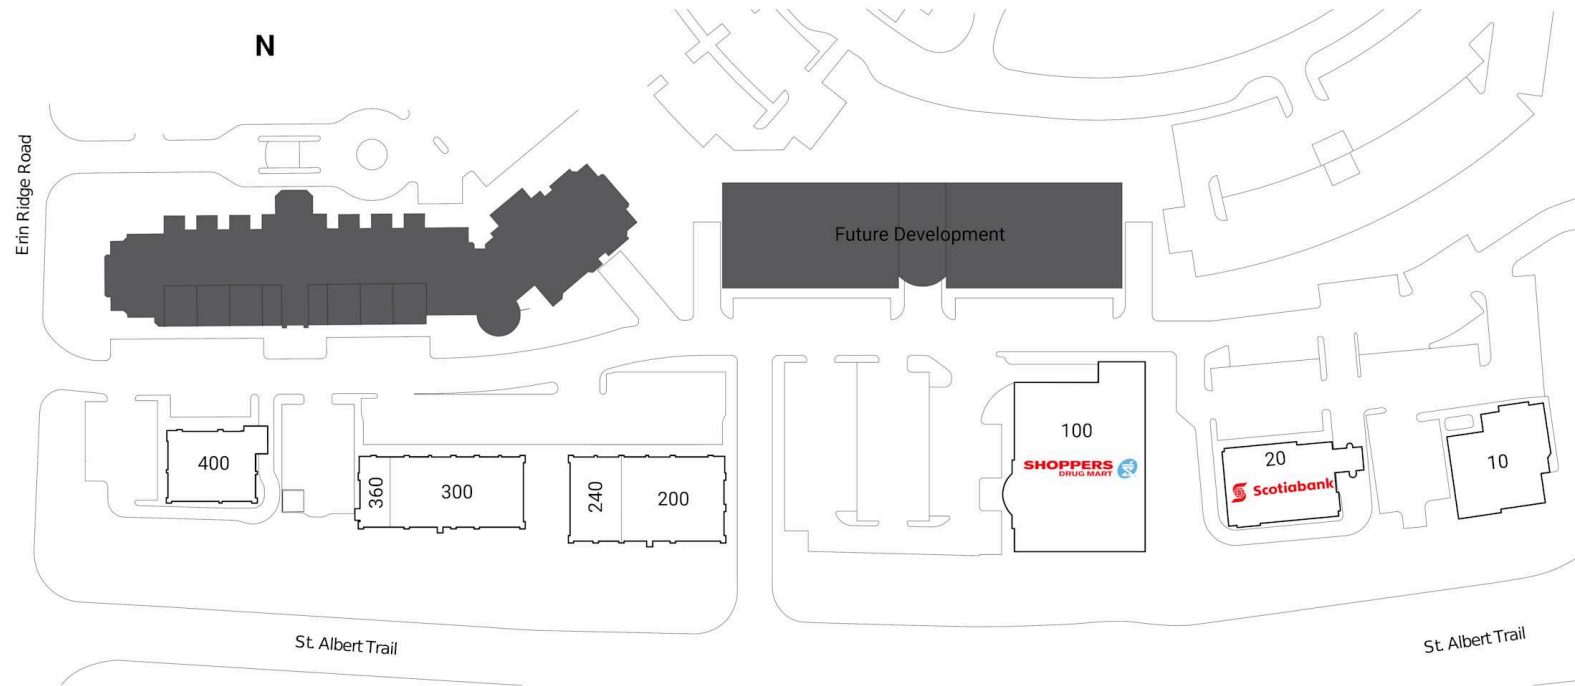 N
Erin Ridge Road
Future Development
400
360
300
240
200
100
SHOPPERS
DRUG MART
20
Scotiabank
10
St. Albert Trail
St. Albert Trail